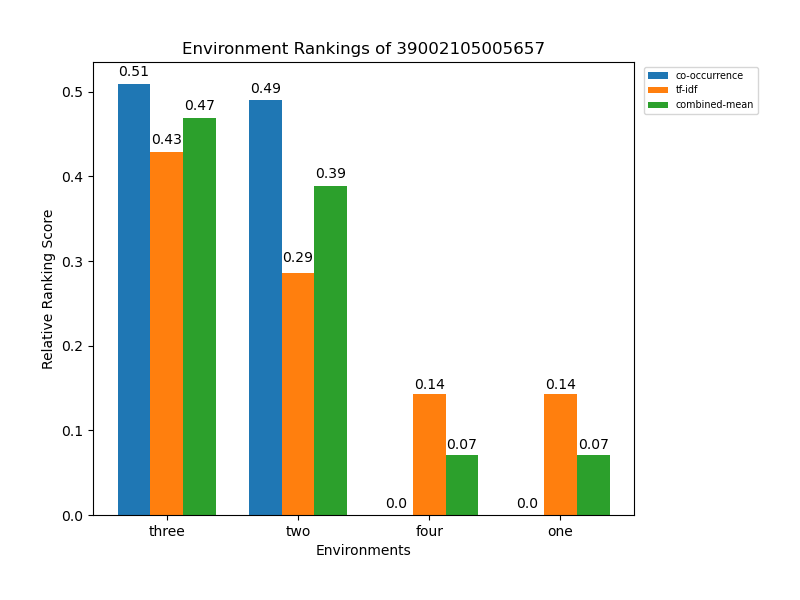 Environment Rankings of 39002105005657
co-occurrence
tf-idf
combined-mean
Relative Ranking Score
0.5
0.4
0.3
0.2
0.1
0.0
0.51
0.43
0.47
0.49
0.29
0.39
0.0
0.14
0.07
0.0
0.14
0.07
three
two
four
one
Environments